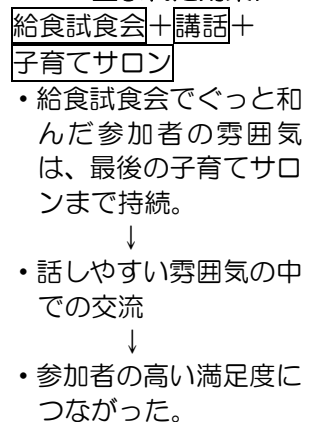 給食試食会＋講話＋
子育てサロン
・給食試食会でぐっと和
んだ参加者の雰囲気
は、最後の子育てサロ
ンまで持続。
↓
・話しやすい雰囲気の中
での交流
↓
・参加者の高い満足度に
つながった。